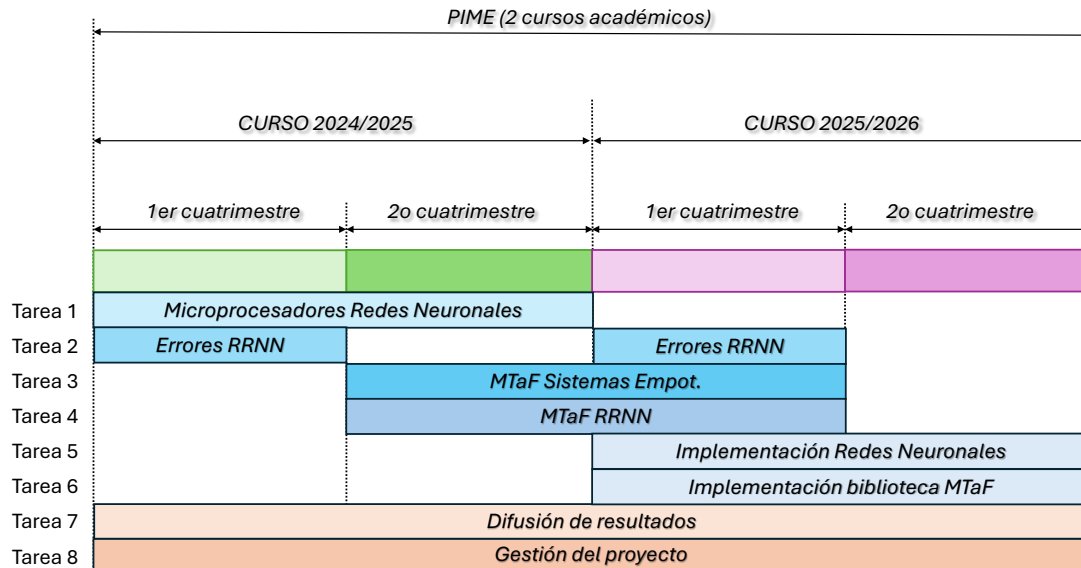 PIME (2 cursos académicos)
CURSO 2024/2025
CURSO 2025/2026
1er cuatrimestre
2o cuatrimestre
1er cuatrimestre
2o cuatrimestre
Tarea 1
Microprocesadores Redes Neuronales
Tarea 2
Errores RRNN
Errores RRNN
Tarea 3
MTaF Sistemas Empot.
Tarea 4
MTaF RRNN
Tarea 5
Implementación Redes Neuronales
Tarea 6
Implementación biblioteca MTaF
Tarea 7
Difusión de resultados
Tarea 8
Gestión del proyecto